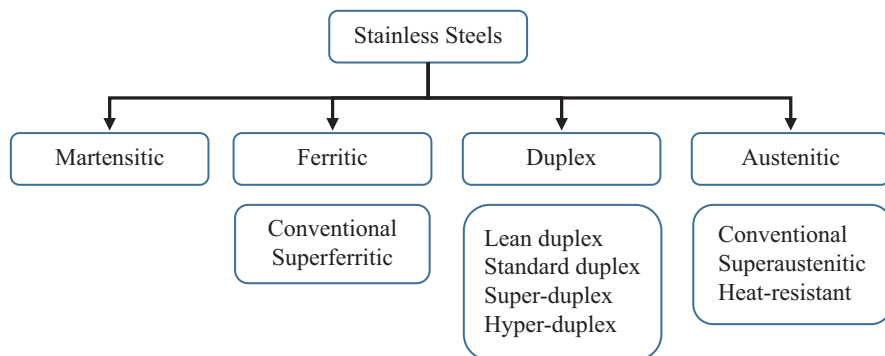 Stainless Steels
Martensitic
Ferritic
Duplex
Austenitic
Conventional
Superferritic
Lean duplex
Standard duplex
Super-duplex
Hyper-duplex
Conventional
Superaustenitic
Heat-resistant